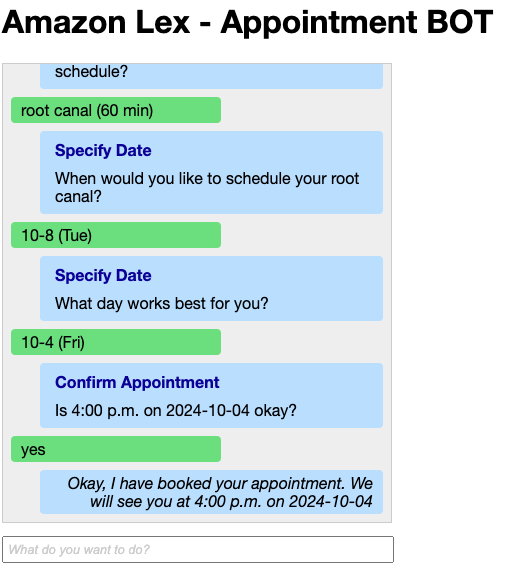 Amazon Lex - Appointment BOT
schedule?
root canal (60 min)
Specify Date
When would you like to schedule your root
canal?
10-8 (Tue)
Specify Date
What day works best for you?
10-4 (Fri)
Confirm Appointment
Is 4:00 p.m. on 2024-10-04 okay?
yes
Okay, I have booked your appointment. We
will see you at 4:00 p.m. on 2024-10-04
What do you want to do?